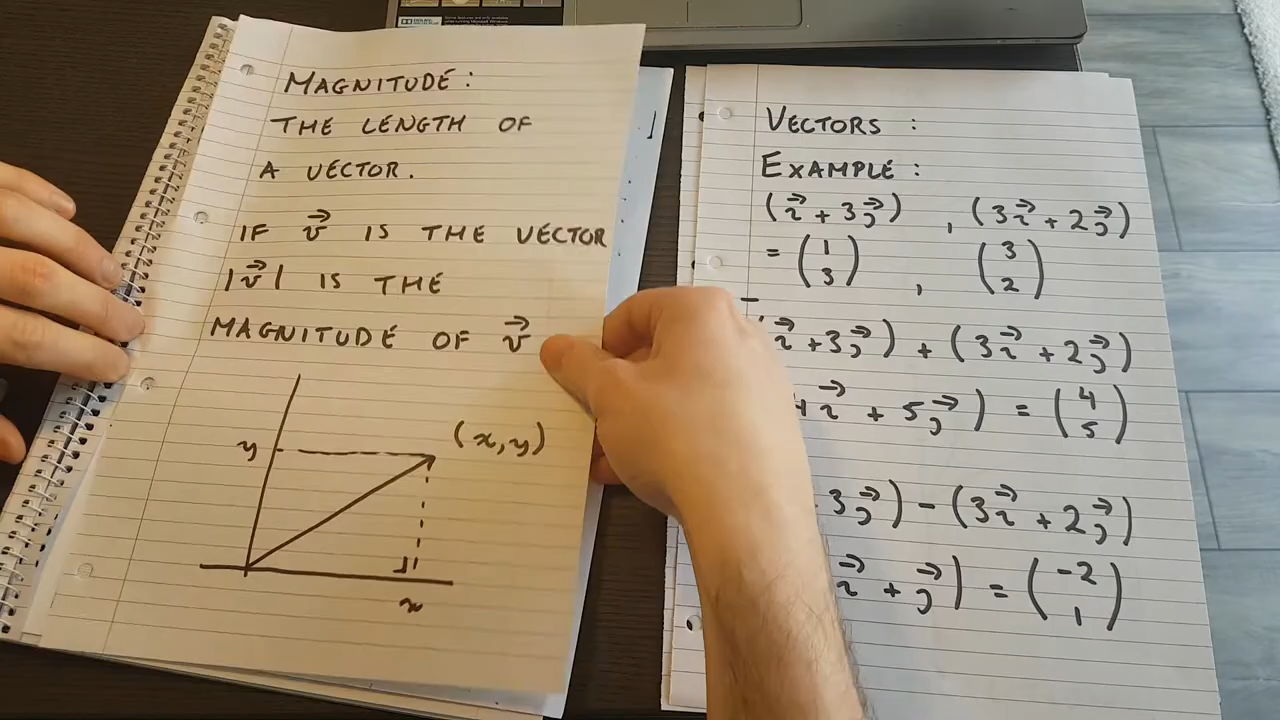 MAGNITUDE:
THE LENGTH OF
A VECTOR.
IF v⃗ IS THE VECTOR
|v⃗| IS THE
MAGNITUDE OF v⃗
y
(x,y)
x
VECTORS :
EXAMPLE :
(i⃗ + 3j⃗) , (3i⃗ + 2j⃗)
= (1 3) , (3 2)
i⃗ + 3j⃗) + (3i⃗ + 2j⃗)
4i⃗ + 5j⃗) = (4 5)
3j⃗) - (3i⃗ + 2j⃗)
i⃗ + j⃗) = (-2 1)